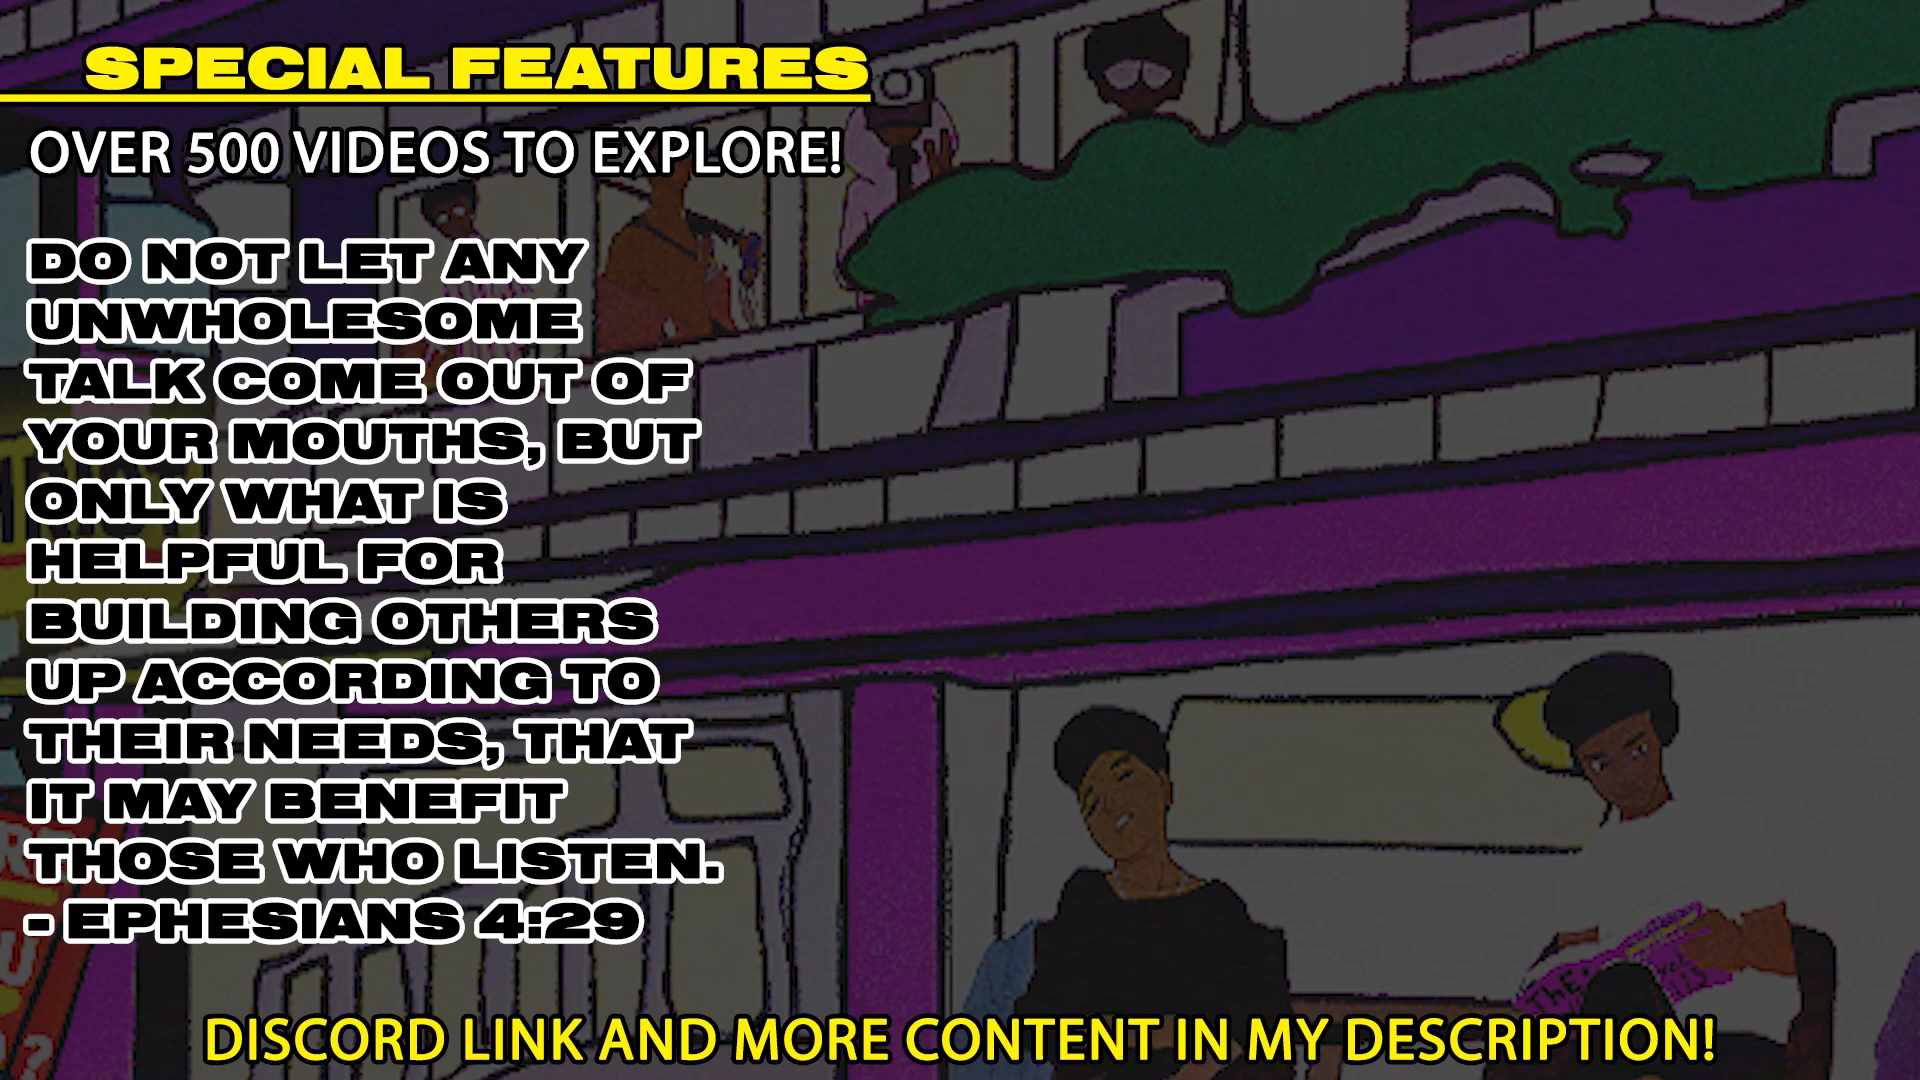 SPECIAL FEATURES
OVER 500 VIDEOS TO EXPLORE!
DO NOT LET ANY
UNWHOLESOME
TALK COME OUT OF
YOUR MOUTHS, BUT
ONLY WHAT IS
HELPFUL FOR
BUILDING OTHERS
UP ACCORDING TO
THEIR NEEDS, THAT
IT MAY BENEFIT
THOSE WHO LISTEN.
- EPHESIANS 4:29
DISCORD LINK AND MORE CONTENT IN MY DESCRIPTION!